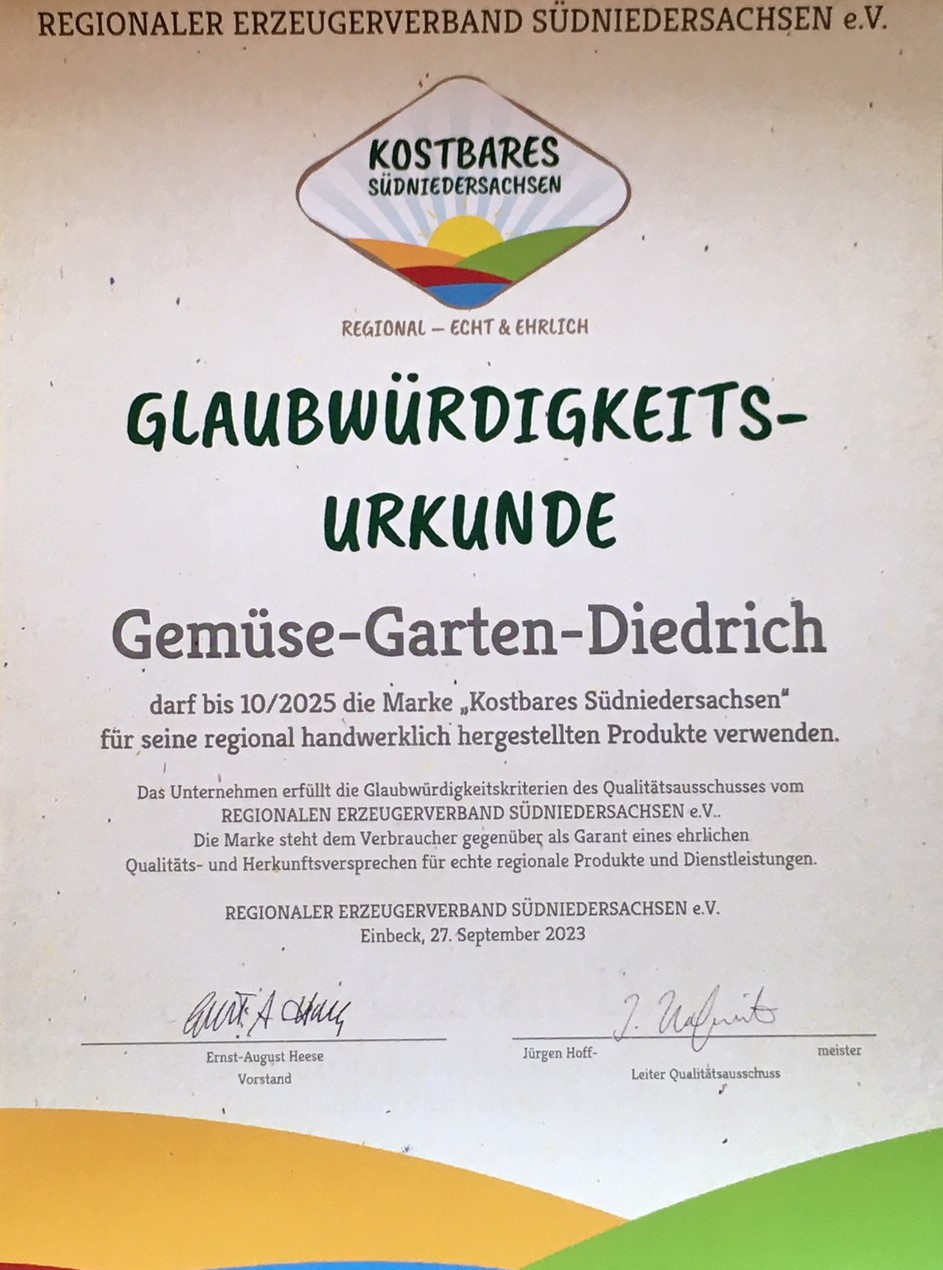 REGIONALER ERZEUGERVERBAND SÜDNIEDERSACHSEN e.V.
KOSTBARES
SÜDNIEDERSACHSEN
REGIONAL – ECHT & EHRLICH
GLAUBWÜRDIGKEITS-
URKUNDE
Gemüse-Garten-Diedrich
darf bis 10/2025 die Marke „Kostbares Südniedersachsen“
für seine regional handwerklich hergestellten Produkte verwenden.
Das Unternehmen erfüllt die Glaubwürdigkeitskriterien des Qualitätsausschusses vom
REGIONALEN ERZEUGERVERBAND SÜDNIEDERSACHSEN e.V..
Die Marke steht dem Verbraucher gegenüber als Garant eines ehrlichen
Qualitäts- und Herkunftsversprechen für echte regionale Produkte und Dienstleistungen.
REGIONALER ERZEUGERVERBAND SÜDNIEDERSACHSEN e.V.
Einbeck, 27. September 2023
Ernst-August Heese
Vorstand
Jürgen Hoff- meister
Leiter Qualitätsausschuss